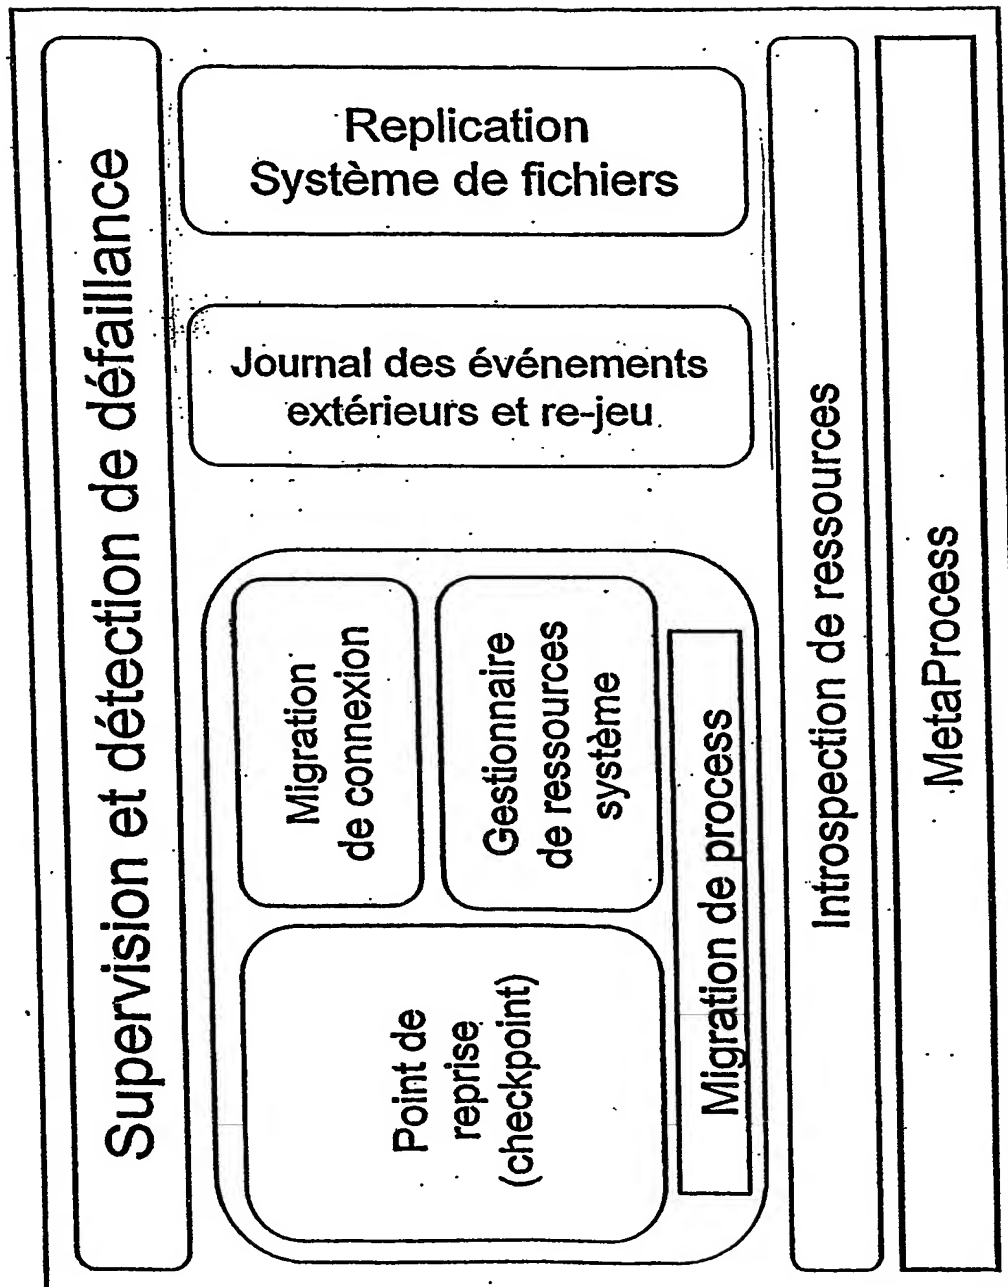 Supervision et détection de défaillance
Replication
Système de fichiers
Journal des événements
extérieurs et re-jeu
Migration
de connexion
Gestionnaire
de ressources
système
Point de
reprise
(checkpoint)
Migration de process
Introspection de ressources
MetaProcess